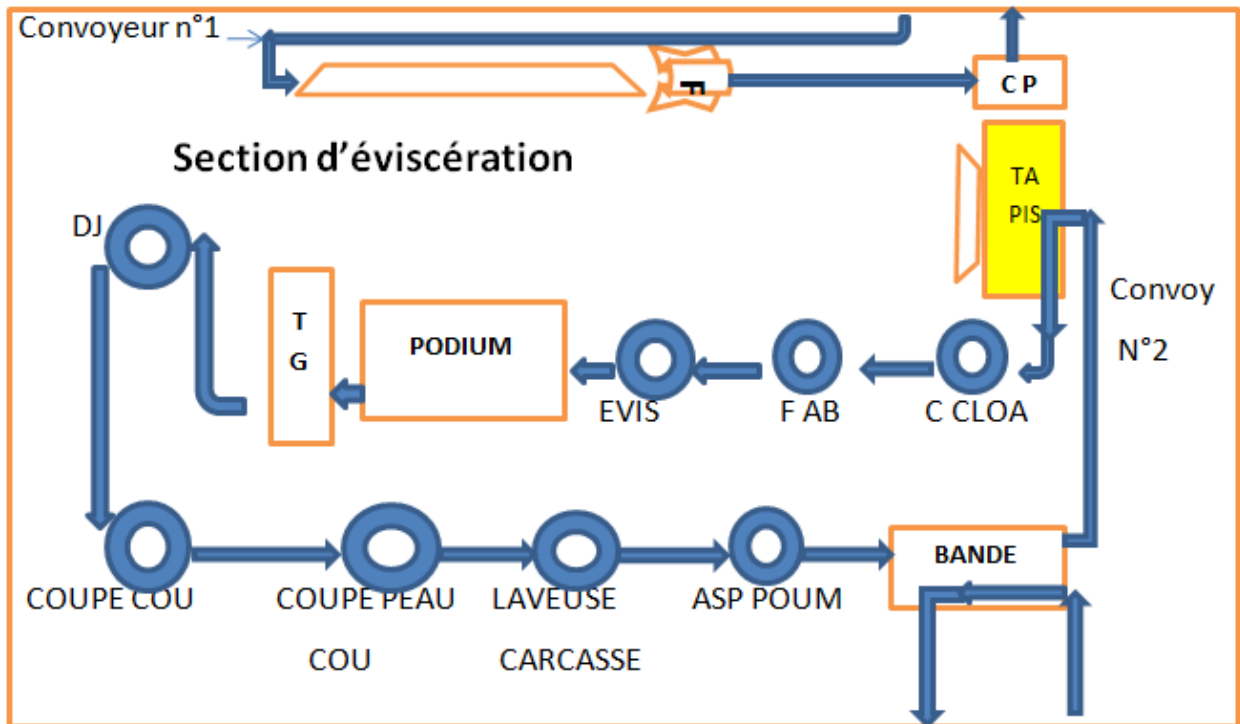 Convoyeur n°1
F
C P
Section d'éviscération
TA
PIS
DJ
Convoy
N°2
T
G
PODIUM
EVIS
F AB
C CLOA
BANDE
COUPE COU
COUPE PEAU
COU
LAVEUSE
CARCASSE
ASP POUM